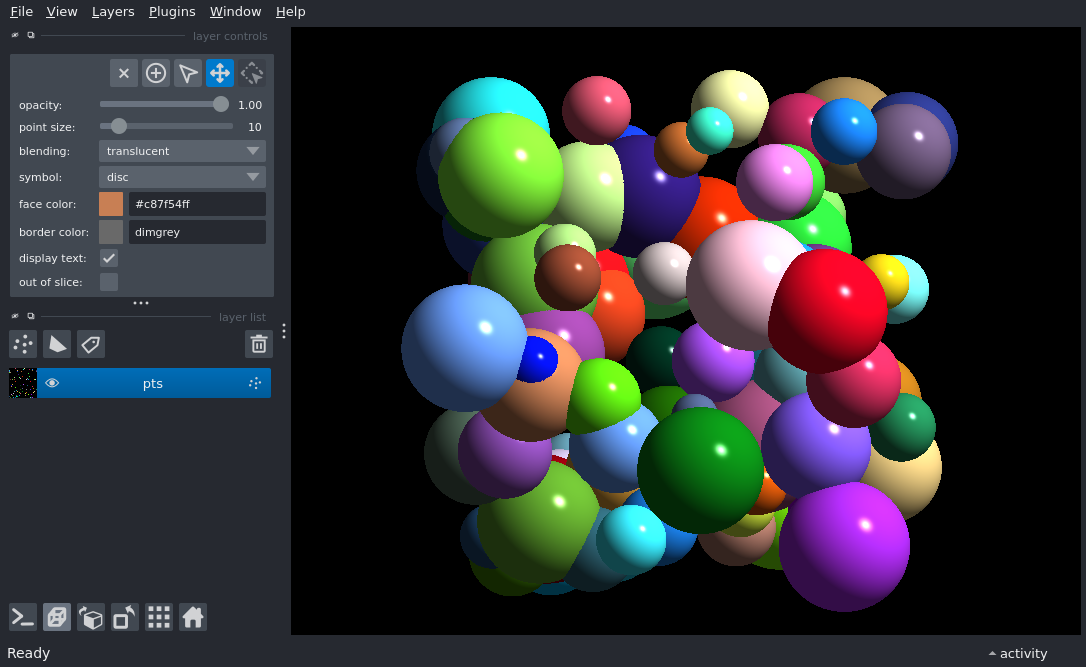 File View Layers Plugins Window Help
layer controls
opacity: 1.00
point size: 10
blending: translucent
symbol: disc
face color: #c87f54ff
border color: dimgrey
display text:
out of slice:
layer list
pts
Ready
activity